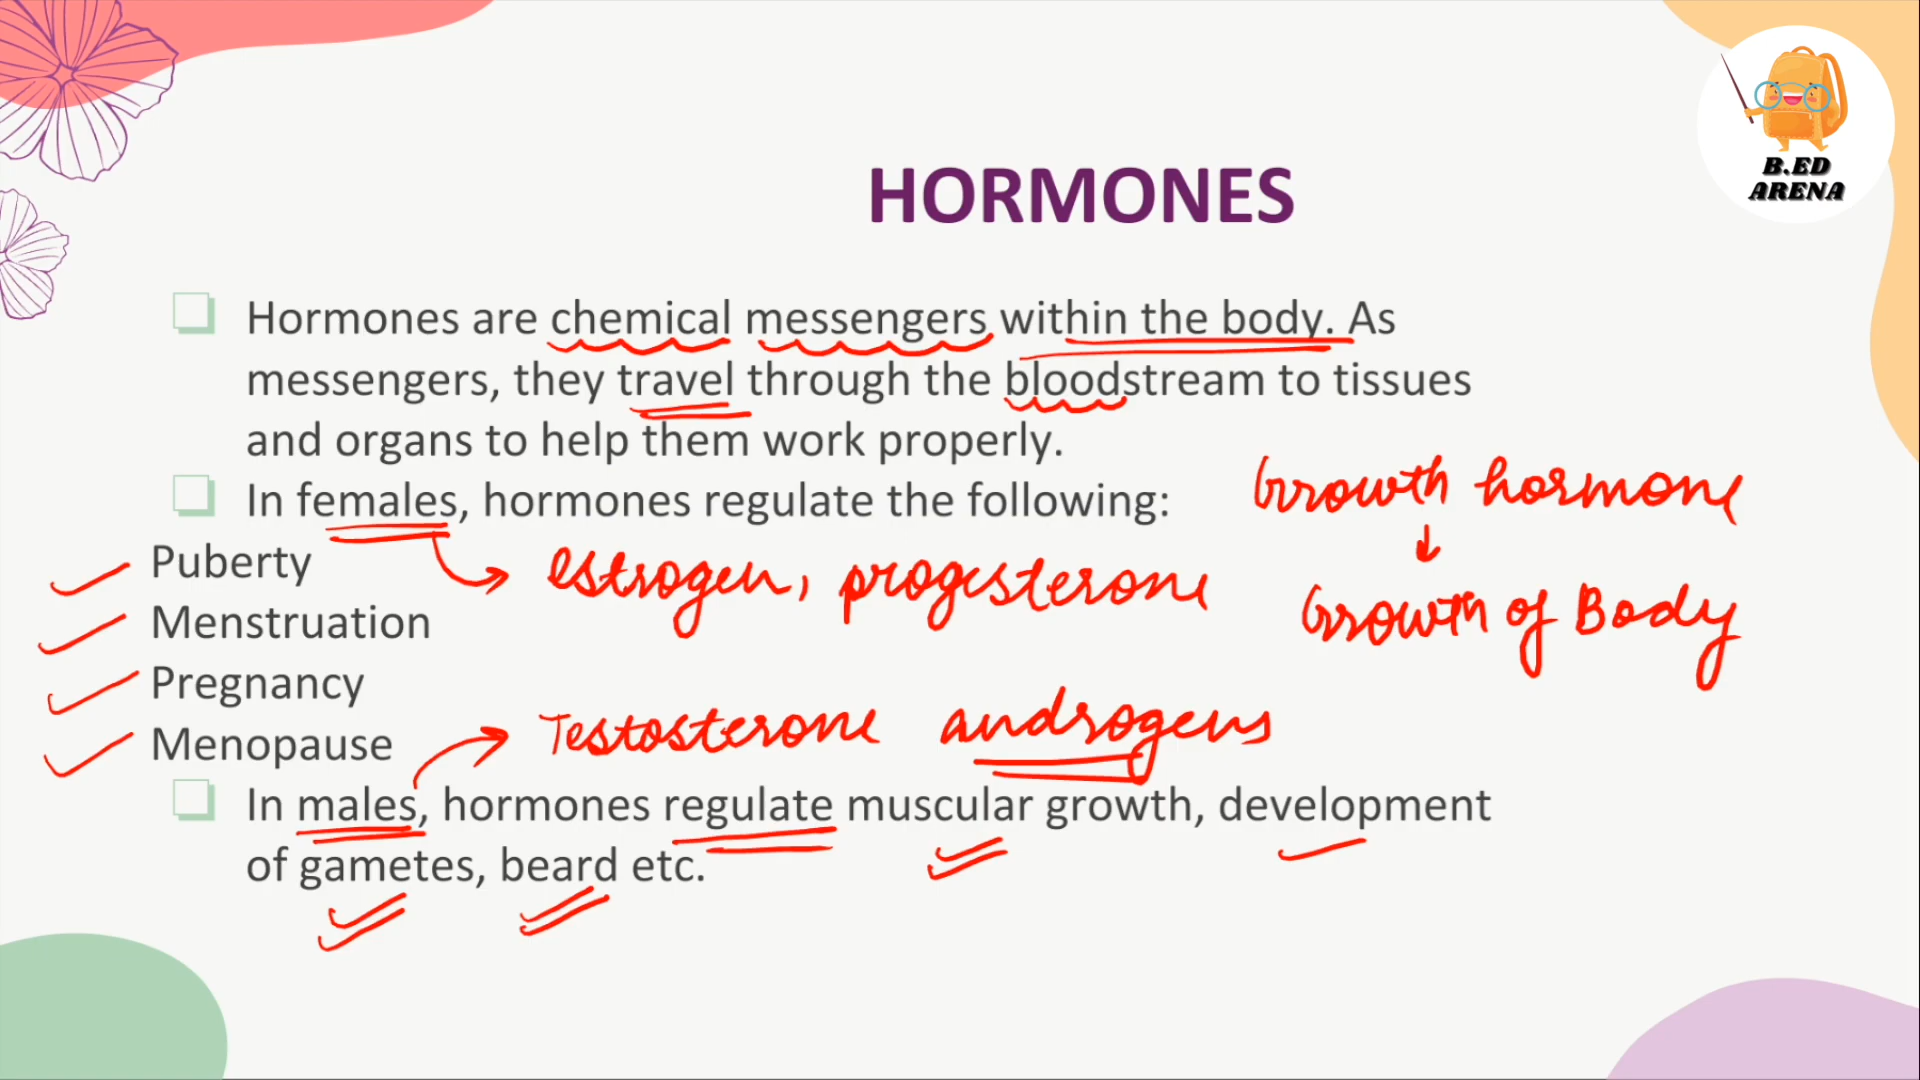 B.ED
ARENA
HORMONES
Hormones are chemical messengers within the body. As
messengers, they travel through the bloodstream to tissues
and organs to help them work properly.
In females, hormones regulate the following:
Growth hormone
↓
Growth of Body
Puberty
estrogen, progesterone
Menstruation
Pregnancy
Menopause
Testosterone androgens
In males, hormones regulate muscular growth, development
of gametes, beard etc.